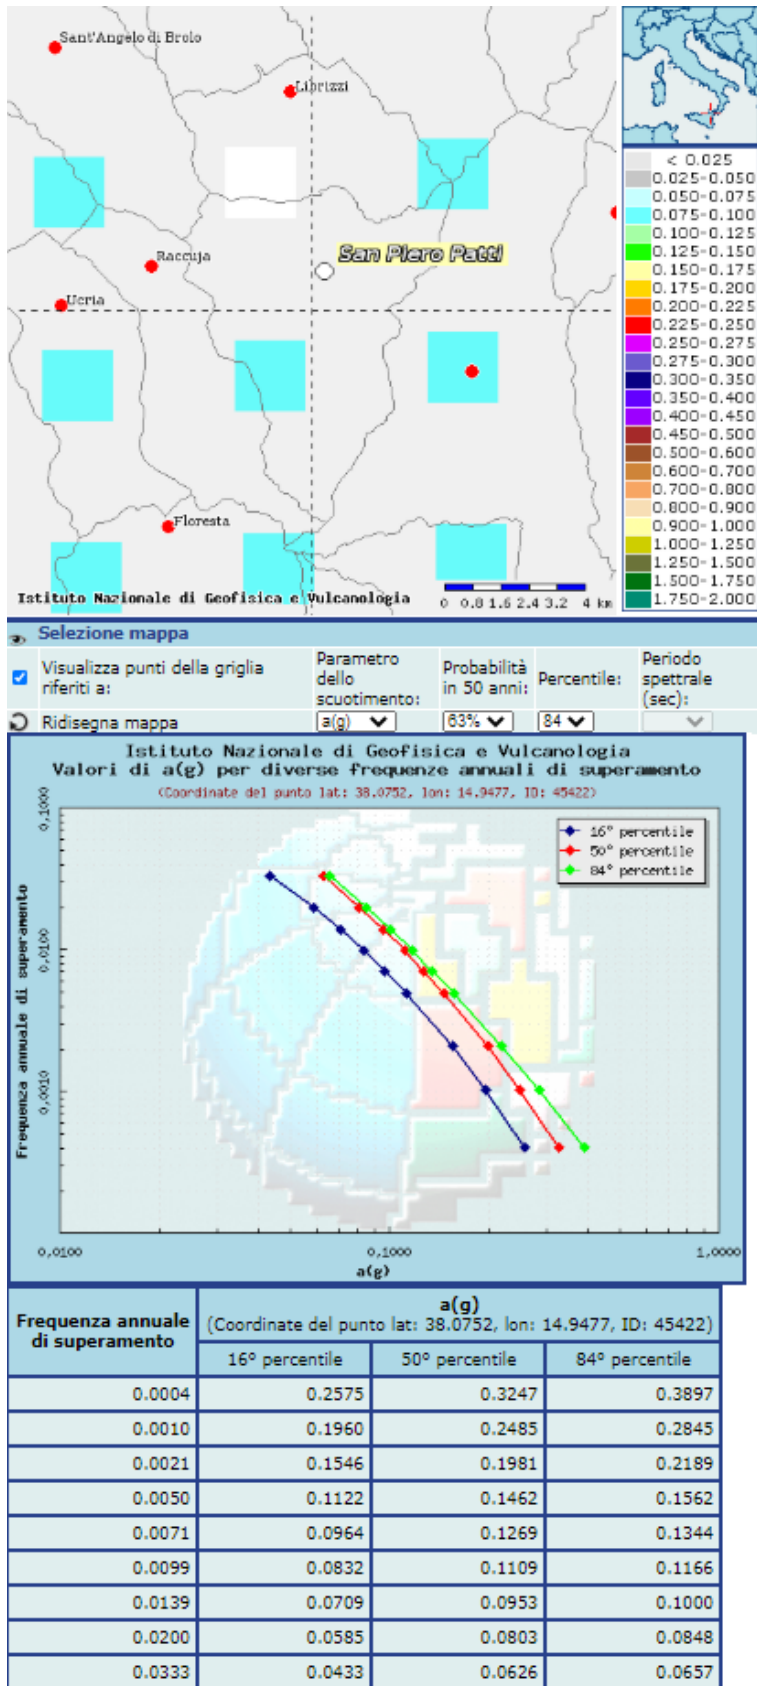 Sant'Angelo di Brolo
Librizzi
San Piero Patti
Raccuja
Ucria
Floresta
Istituto Nazionale di Geofisica e Vulcanologia
0 0.8 1.6 2.4 3.2 4 km
< 0.025
0.025-0.050
0.050-0.075
0.075-0.100
0.100-0.125
0.125-0.150
0.150-0.175
0.175-0.200
0.200-0.225
0.225-0.250
0.250-0.275
0.275-0.300
0.300-0.350
0.350-0.400
0.400-0.450
0.450-0.500
0.500-0.600
0.600-0.700
0.700-0.800
0.800-0.900
0.900-1.000
1.000-1.250
1.250-1.500
1.500-1.750
1.750-2.000
Selezione mappa
Visualizza punti della griglia
riferiti a:
Parametro
dello
scuotimento:
Probabilità
in 50 anni:
Percentile:
Periodo
spettrale
(sec):
Ridisegna mappa
a(g)
63%
84
Istituto Nazionale di Geofisica e Vulcanologia
Valori di a(g) per diverse frequenze annuali di superamento
(Coordinate del punto lat: 38.0752, lon: 14.9477, ID: 45422)
16° percentile
50° percentile
84° percentile
Frequenza annuale di superamento
0,1000
0,0100
0,0010
0,0100 0,1000 1,0000
a(g)
Frequenza annuale
di superamento
a(g)
(Coordinate del punto lat: 38.0752, lon: 14.9477, ID: 45422)
16° percentile 50° percentile 84° percentile
0.0004 0.2575 0.3247 0.3897
0.0010 0.1960 0.2485 0.2845
0.0021 0.1546 0.1981 0.2189
0.0050 0.1122 0.1462 0.1562
0.0071 0.0964 0.1269 0.1344
0.0099 0.0832 0.1109 0.1166
0.0139 0.0709 0.0953 0.1000
0.0200 0.0585 0.0803 0.0848
0.0333 0.0433 0.0626 0.0657